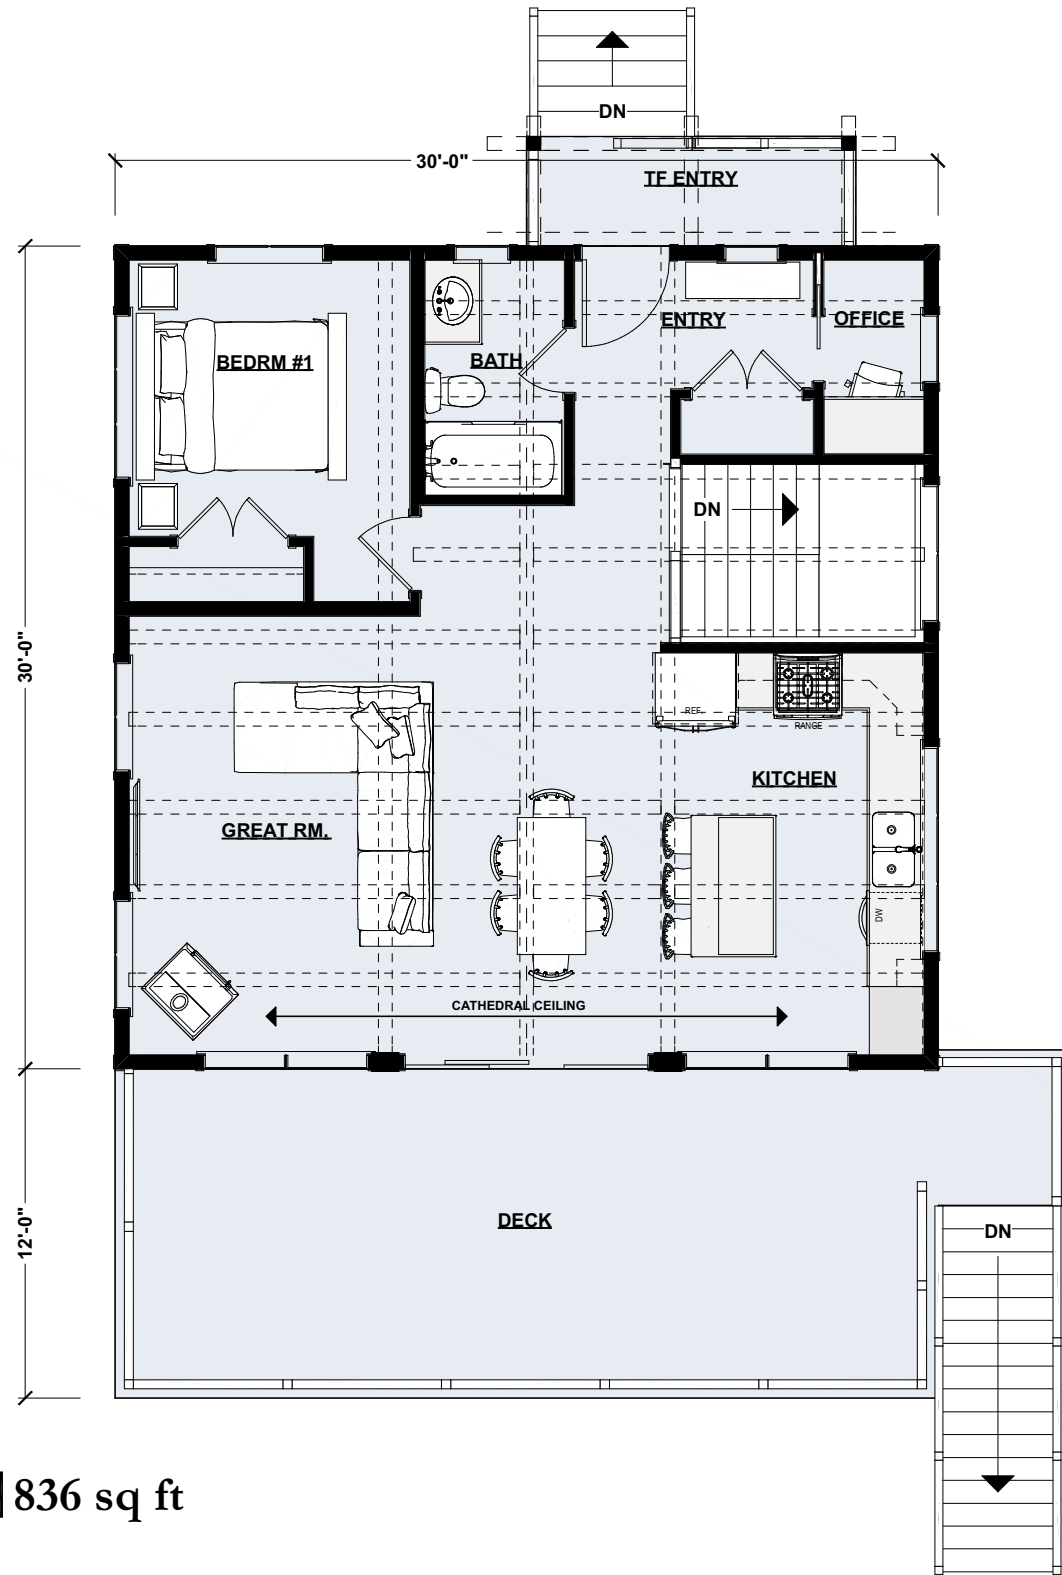 DN
30'-0"
TF ENTRY
ENTRY
OFFICE
BEDRM #1
BATH
DN
30'-0"
REF.
RANGE
KITCHEN
GREAT RM.
DW
CATHEDRAL CEILING
12'-0"
DECK
DN
836 sq ft